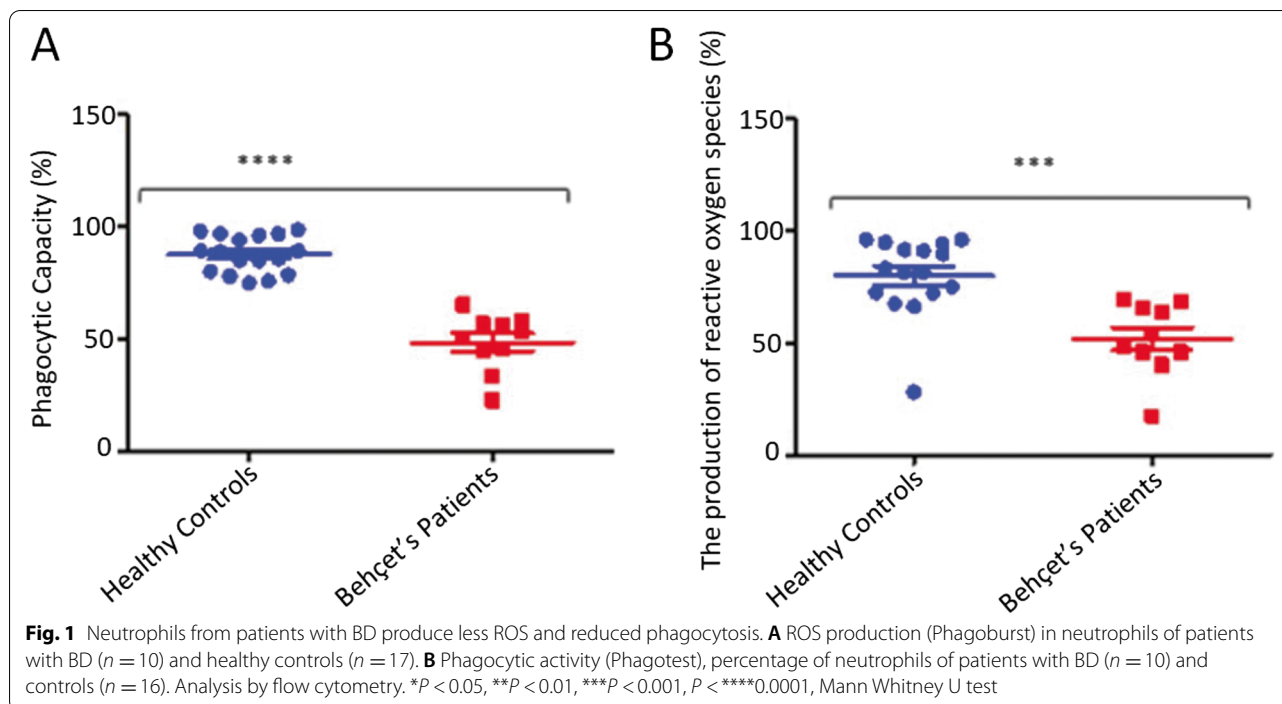 A
Phagocytic Capacity (%)
150
100
50
0
****
Healthy Controls
Behçet's Patients
B
The production of reactive oxygen species (%)
150
100
50
0
***
Healthy Controls
Behçet's Patients
Fig. 1 Neutrophils from patients with BD produce less ROS and reduced phagocytosis. A ROS production (Phagoburst) in neutrophils of patients
with BD (n = 10) and healthy controls (n = 17). B Phagocytic activity (Phagotest), percentage of neutrophils of patients with BD (n = 10) and
controls (n = 16). Analysis by flow cytometry. *P < 0.05, **P < 0.01, ***P < 0.001, P < ****0.0001, Mann Whitney U test